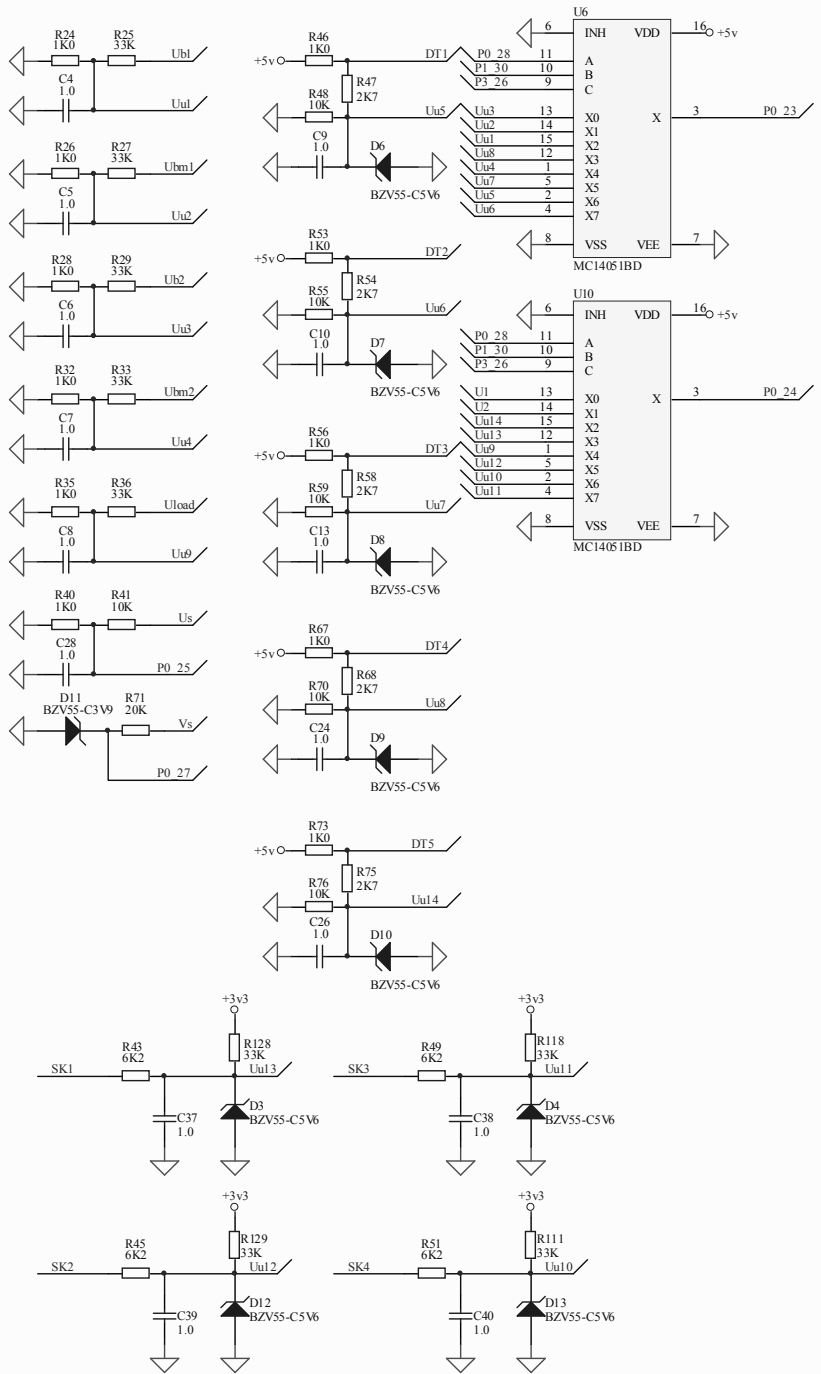 R24
1K0
R25
33K
Ub1
C4
1.0
Uu1
R26
1K0
R27
33K
Ubm1
C5
1.0
Uu2
R28
1K0
R29
33K
Ub2
C6
1.0
Uu3
R32
1K0
R33
33K
Ubm2
C7
1.0
Uu4
R35
1K0
R36
33K
Uload
C8
1.0
Uu9
R40
1K0
R41
10K
Us
C28
1.0
P0_25
D11
BZV55-C3V9
R71
20K
Vs
P0_27
+5v
R46
1K0
DT1
R47
2K7
R48
10K
Uu5
C9
1.0
D6
BZV55-C5V6
+5v
R53
1K0
DT2
R54
2K7
R55
10K
Uu6
C10
1.0
D7
BZV55-C5V6
+5v
R56
1K0
DT3
R58
2K7
R59
10K
Uu7
C13
1.0
D8
BZV55-C5V6
+5v
R67
1K0
DT4
R68
2K7
R70
10K
Uu8
C24
1.0
D9
BZV55-C5V6
+5v
R73
1K0
DT5
R75
2K7
R76
10K
Uu14
C26
1.0
D10
BZV55-C5V6
U6
6 INH VDD 16 +5v
P0_28 11 A
P1_30 10 B
P3_26 9 C
Uu3 13 X0 X 3 P0_23
Uu2 14 X1
Uu1 15 X2
Uu8 12 X3
Uu4 1 X4
Uu7 5 X5
Uu5 2 X6
Uu6 4 X7
8 VSS VEE 7
MC14051BD
U10
6 INH VDD 16 +5v
P0_28 11 A
P1_30 10 B
P3_26 9 C
U1 13 X0 X 3 P0_24
U2 14 X1
Uu14 15 X2
Uu13 12 X3
Uu9 1 X4
Uu12 5 X5
Uu10 2 X6
Uu11 4 X7
8 VSS VEE 7
MC14051BD
+3v3
R128
33K
SK1
R43
6K2
Uu13
C37
1.0
D3
BZV55-C5V6
+3v3
R118
33K
SK3
R49
6K2
Uu11
C38
1.0
D4
BZV55-C5V6
+3v3
R129
33K
SK2
R45
6K2
Uu12
C39
1.0
D12
BZV55-C5V6
+3v3
R111
33K
SK4
R51
6K2
Uu10
C40
1.0
D13
BZV55-C5V6